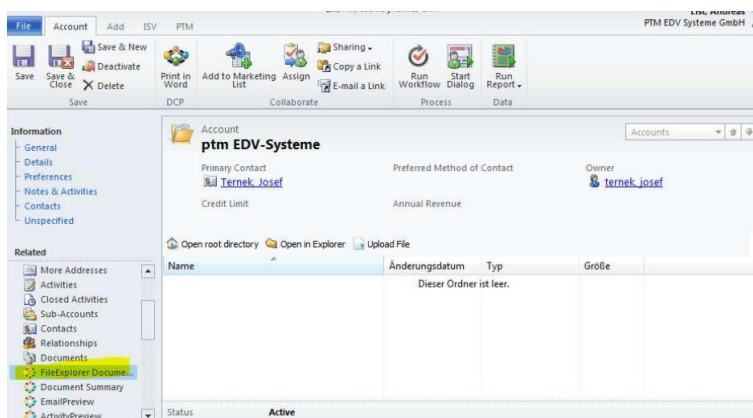 List, Andreas
PTM EDV Systeme GmbH
File Account Add ISV PTM
Save
Save & Close
Save & New
Deactivate
Delete
Save
Print in Word
DCP
Add to Marketing List
Assign
Sharing
Copy a Link
E-mail a Link
Collaborate
Run Workflow
Start Dialog
Process
Run Report
Data
Information
General
Details
Preferences
Notes & Activities
Contacts
Unspecified
Related
More Addresses
Activities
Closed Activities
Sub-Accounts
Contacts
Relationships
Documents
FileExplorer Docume...
Document Summary
EmailPreview
ActivityPreview
Account
ptm EDV-Systeme
Accounts
Primary Contact Preferred Method of Contact Owner
Ternek, Josef ternek, josef
Credit Limit Annual Revenue
Open root directory Open in Explorer Upload File
Name Änderungsdatum Typ Größe
Dieser Ordner ist leer.
Status Active